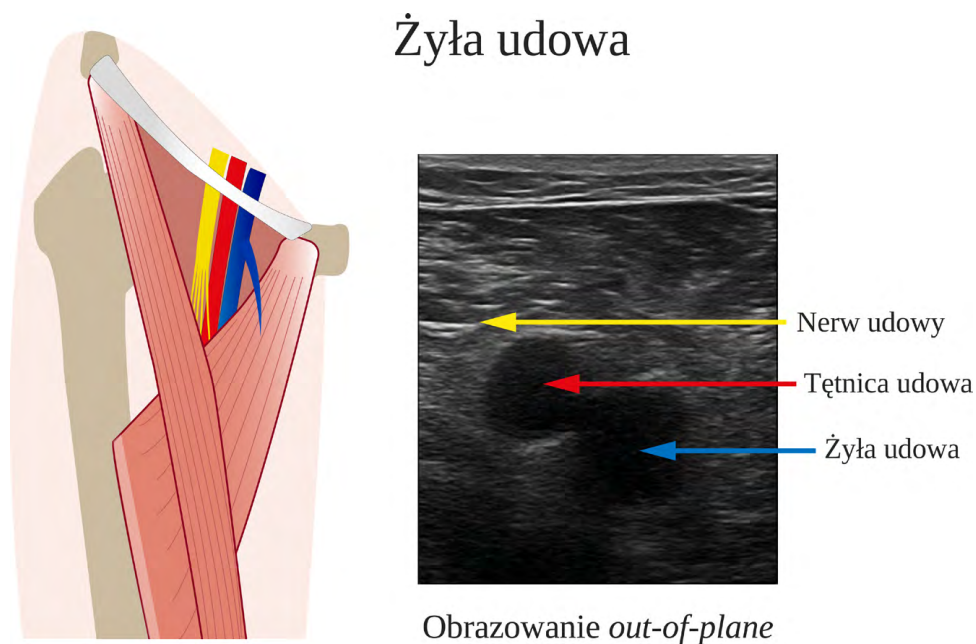 Żyła udowa
Nerw udowy
Tętnica udowa
Żyła udowa
Obrazowanie out-of-plane